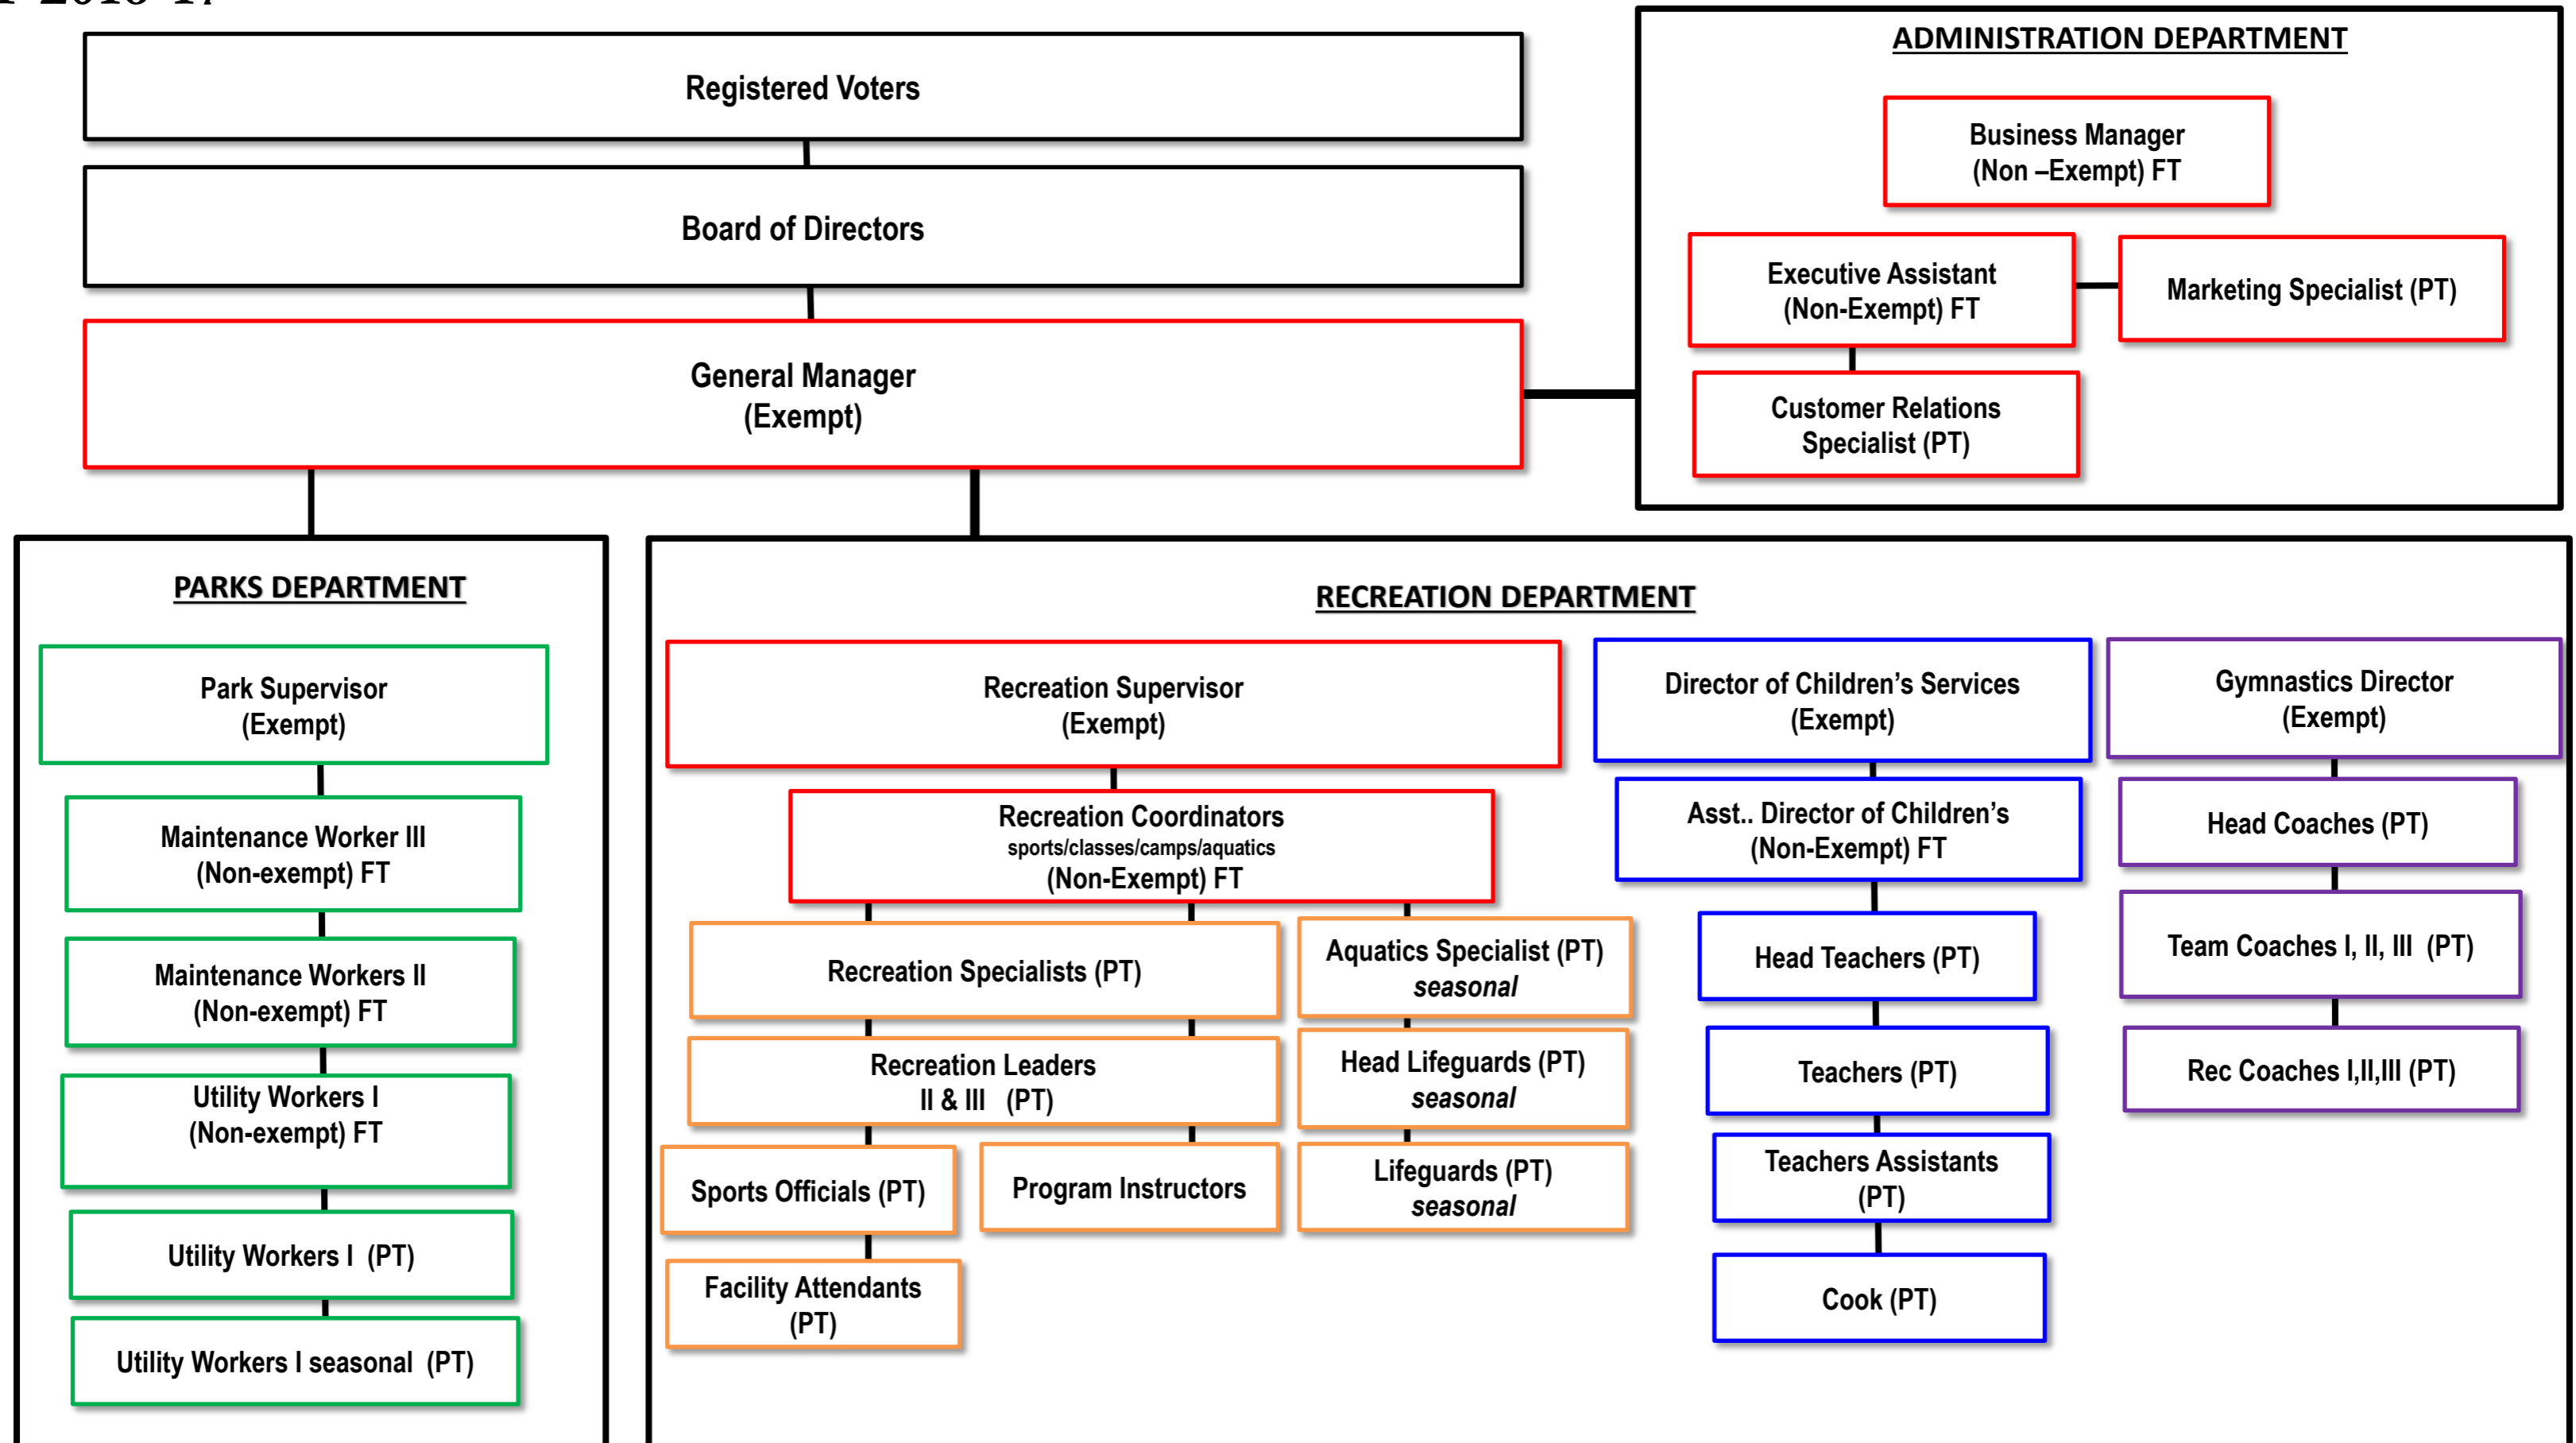 2016-17
Registered Voters
Board of Directors
General Manager
(Exempt)
ADMINISTRATION DEPARTMENT
Business Manager
(Non –Exempt) FT
Executive Assistant
(Non-Exempt) FT
Marketing Specialist (PT)
Customer Relations
Specialist (PT)
PARKS DEPARTMENT
Park Supervisor
(Exempt)
Maintenance Worker III
(Non-exempt) FT
Maintenance Workers II
(Non-exempt) FT
Utility Workers I
(Non-exempt) FT
Utility Workers I (PT)
Utility Workers I seasonal (PT)
RECREATION DEPARTMENT
Recreation Supervisor
(Exempt)
Recreation Coordinators
sports/classes/camps/aquatics
(Non-Exempt) FT
Recreation Specialists (PT)
Recreation Leaders
II & III (PT)
Sports Officials (PT)
Program Instructors
Facility Attendants
(PT)
Aquatics Specialist (PT)
seasonal
Head Lifeguards (PT)
seasonal
Lifeguards (PT)
seasonal
Director of Children’s Services
(Exempt)
Asst.. Director of Children’s
(Non-Exempt) FT
Head Teachers (PT)
Teachers (PT)
Teachers Assistants
(PT)
Cook (PT)
Gymnastics Director
(Exempt)
Head Coaches (PT)
Team Coaches I, II, III (PT)
Rec Coaches I,II,III (PT)